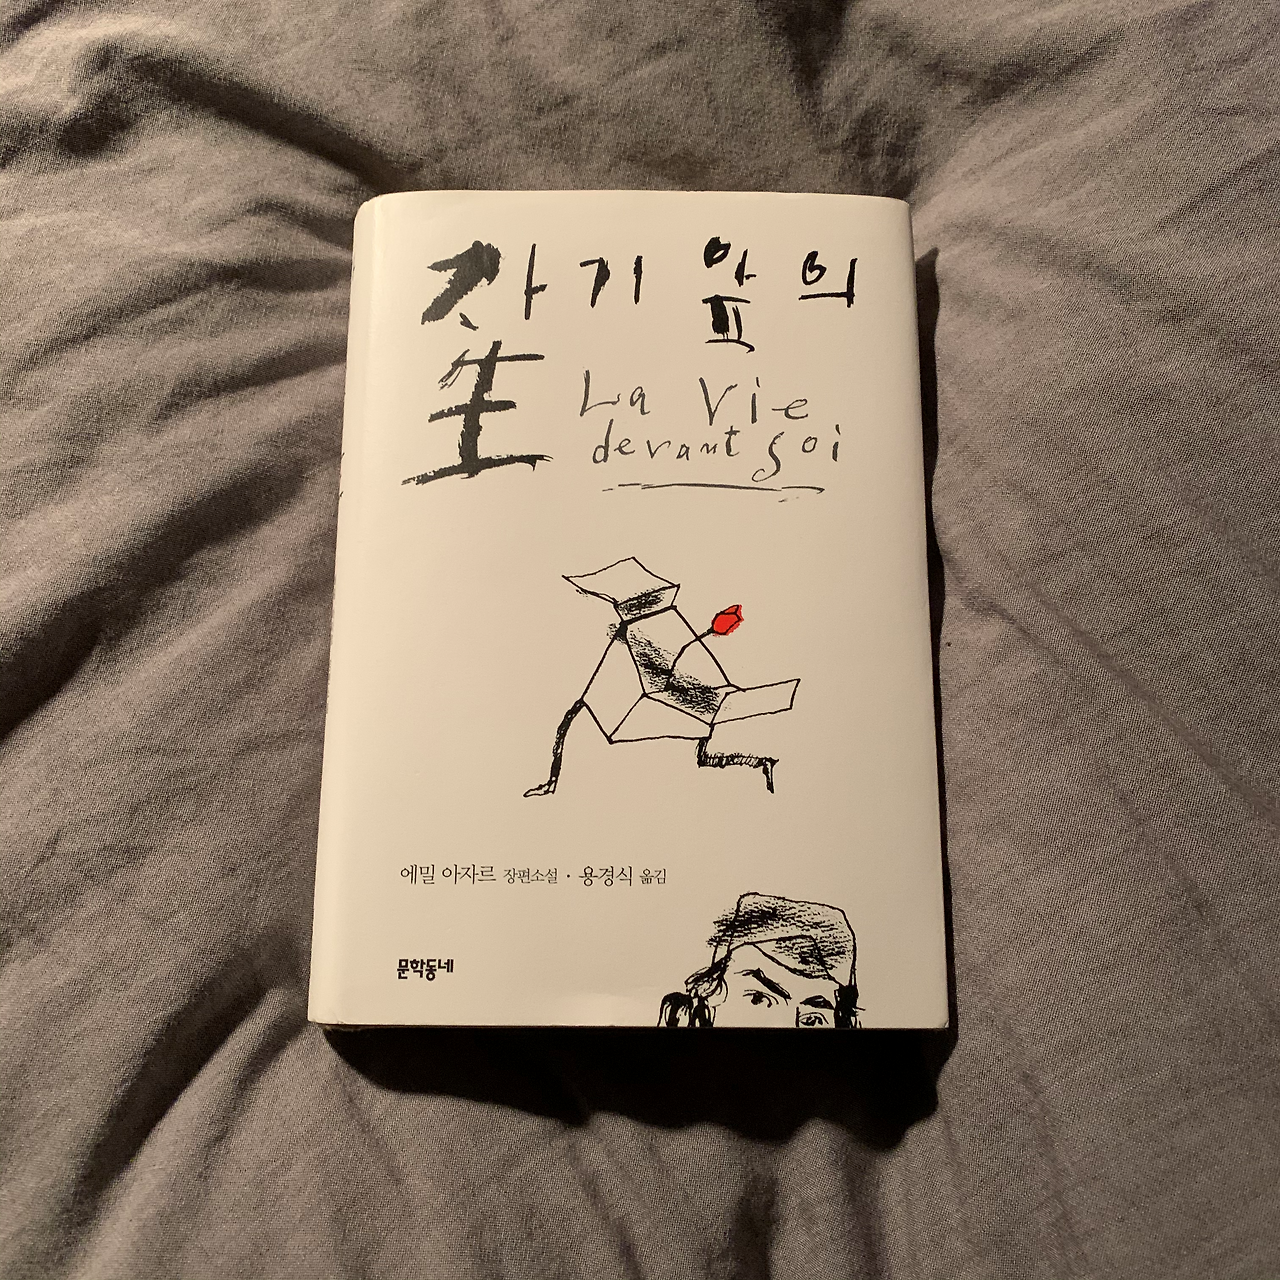 자기 앞의
生 La Vie
devant soi
에밀 아자르 장편소설 · 용경식 옮김
문학동네